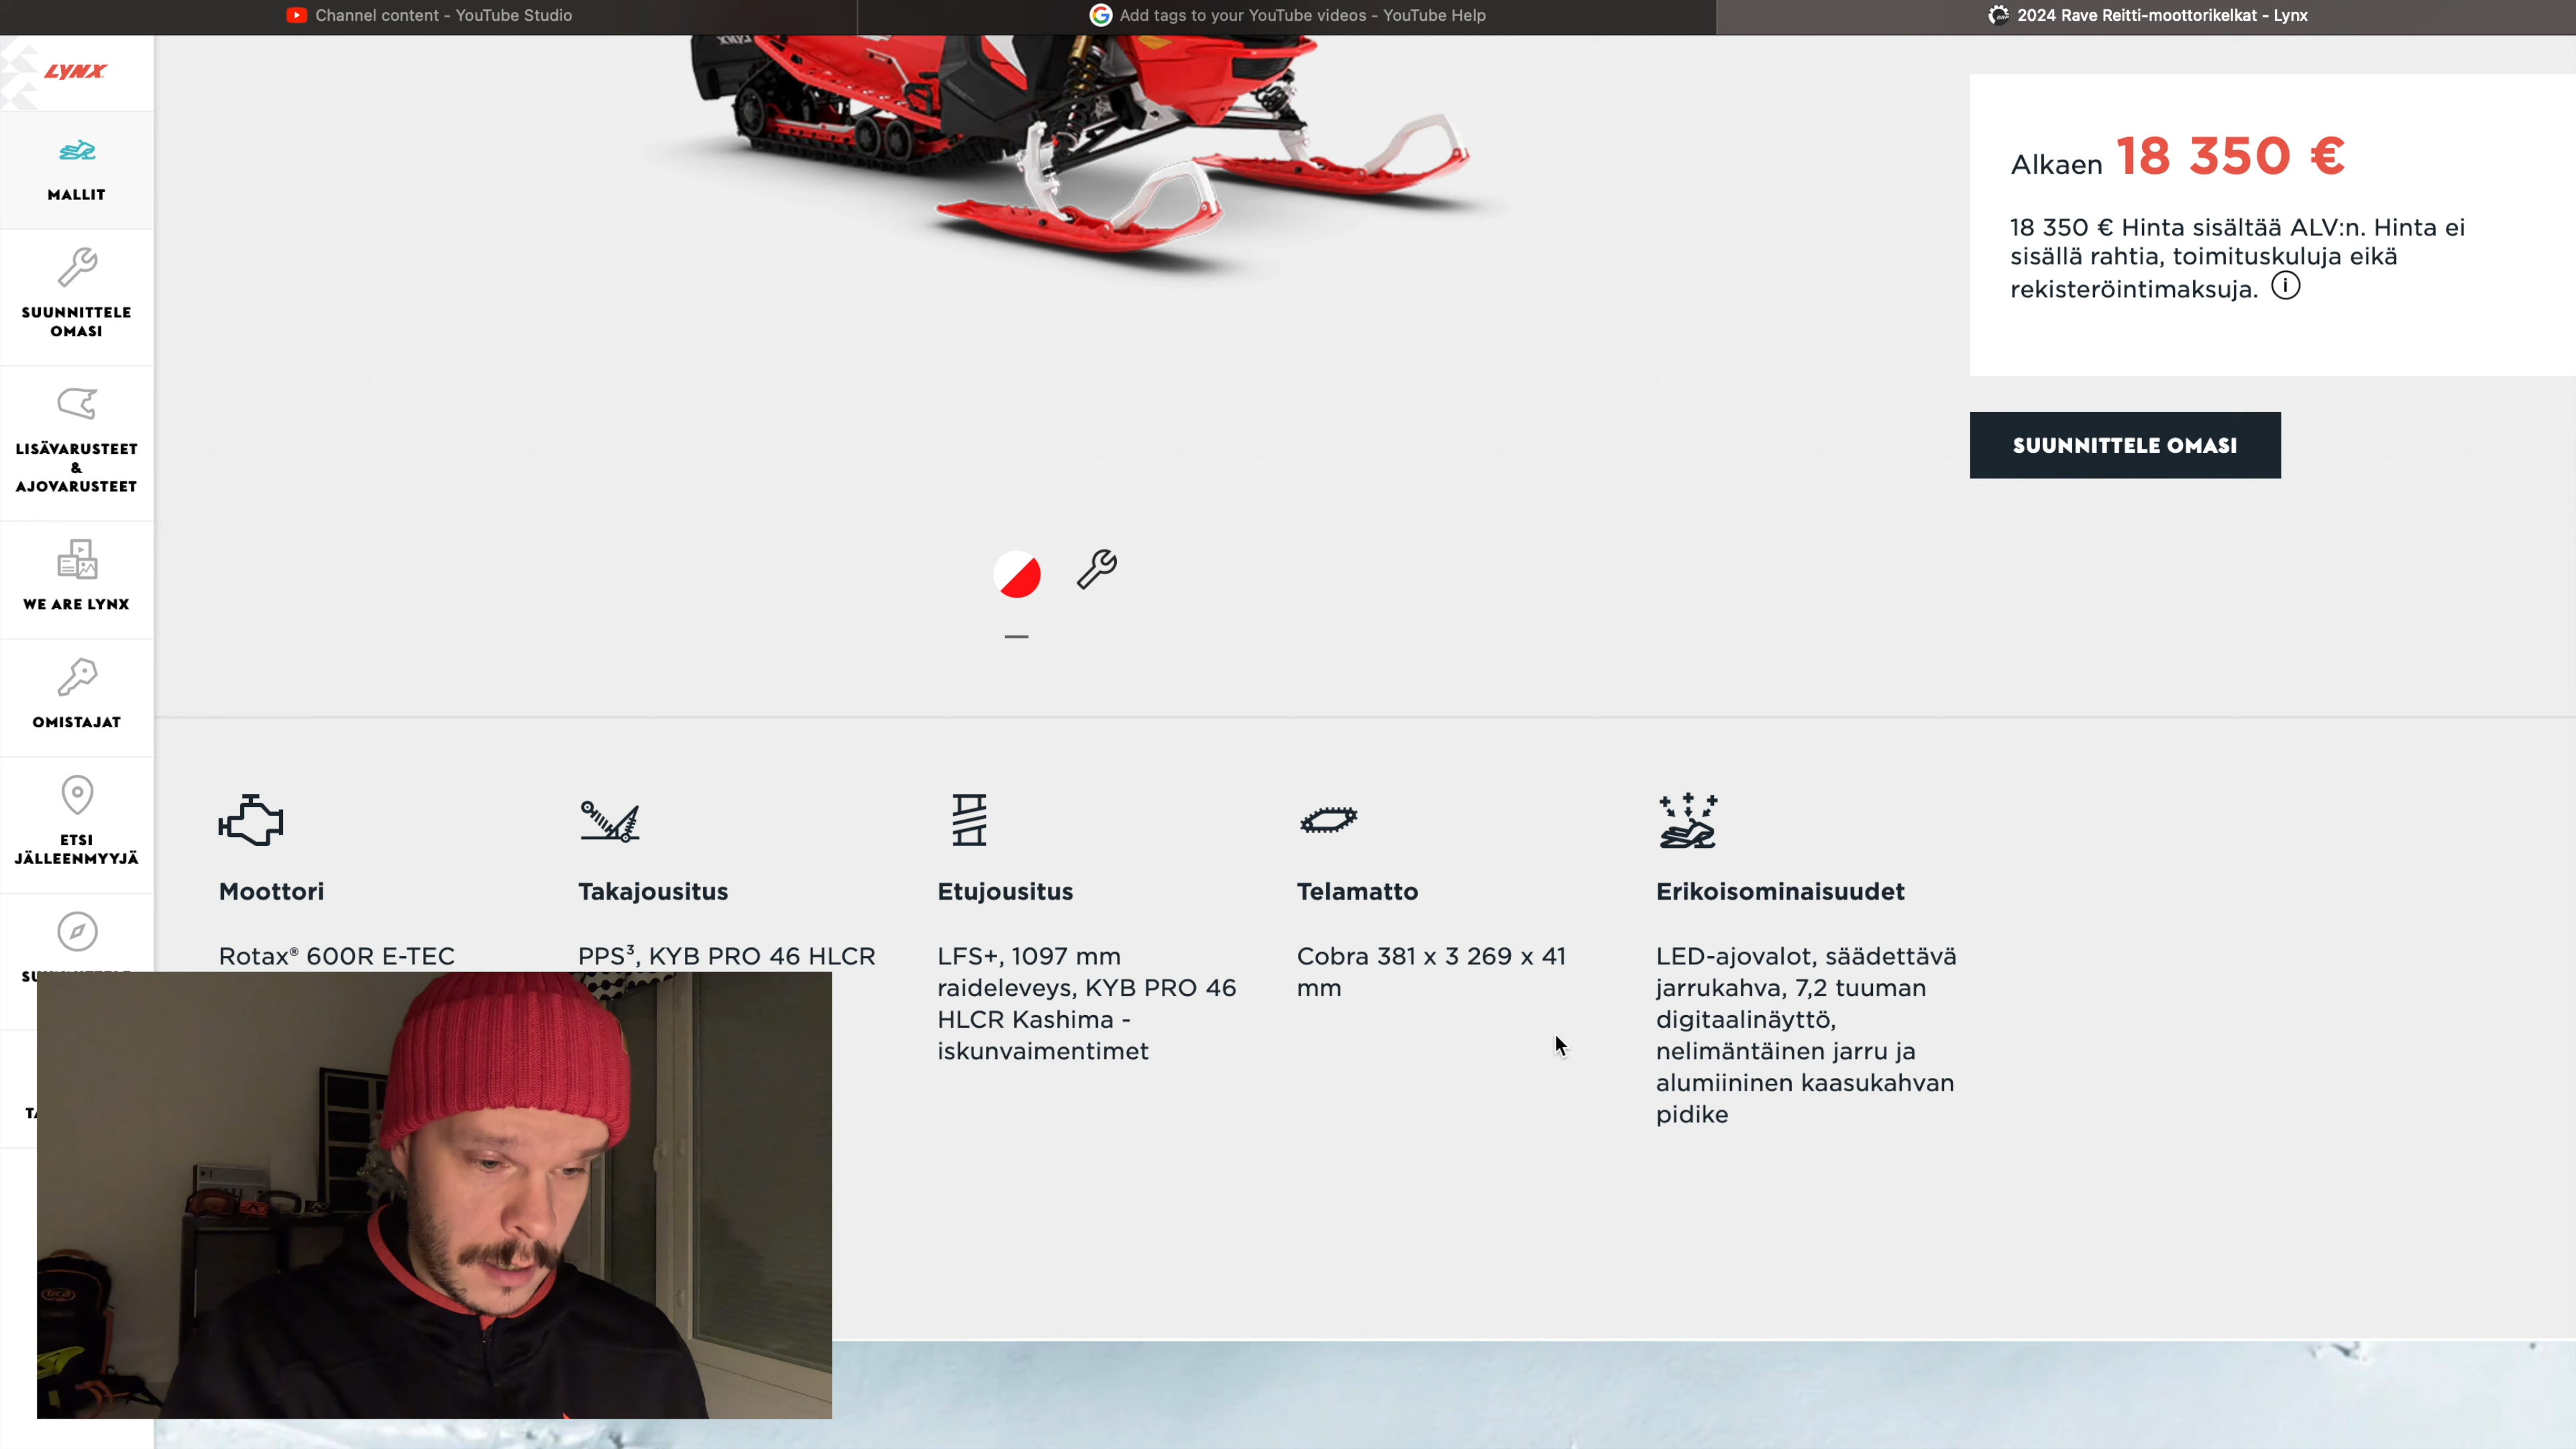 Channel content - YouTube Studio
Add tags to your YouTube videos - YouTube Help
2024 Rave Reitti-moottorikelkat - Lynx
LYNX
MALLIT
SUUNNITTELE
OMASI
LISÄVARUSTEET
&
AJOVARUSTEET
WE ARE LYNX
OMISTAJAT
ETSI
JÄLLEENMYYJÄ
Alkaen 18 350 €
18 350 € Hinta sisältää ALV:n. Hinta ei
sisällä rahtia, toimituskuluja eikä
rekisteröintimaksuja.
SUUNNITTELE OMASI
Moottori
Rotax® 600R E-TEC
Takajousitus
PPS³, KYB PRO 46 HLCR
Etujousitus
LFS+, 1097 mm
raideleveys, KYB PRO 46
HLCR Kashima -
iskunvaimentimet
Telamatto
Cobra 381 x 3 269 x 41
mm
Erikoisominaisuudet
LED-ajovalot, säädettävä
jarrukahva, 7,2 tuuman
digitaalinäyttö,
nelimäntäinen jarru ja
alumiininen kaasukahvan
pidike
bca